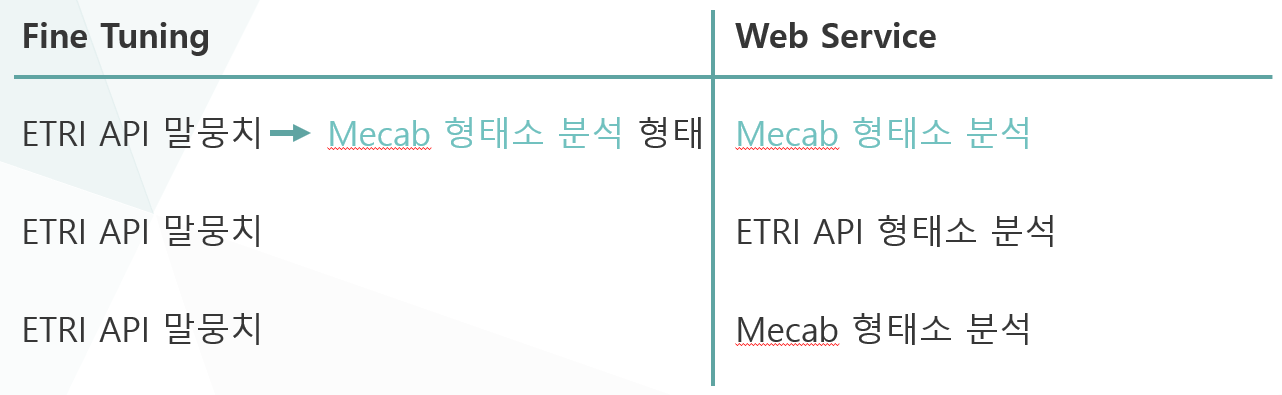 Fine Tuning
Web Service
ETRI API 말뭉치 → Mecab 형태소 분석 형태
Mecab 형태소 분석
ETRI API 말뭉치
ETRI API 형태소 분석
ETRI API 말뭉치
Mecab 형태소 분석